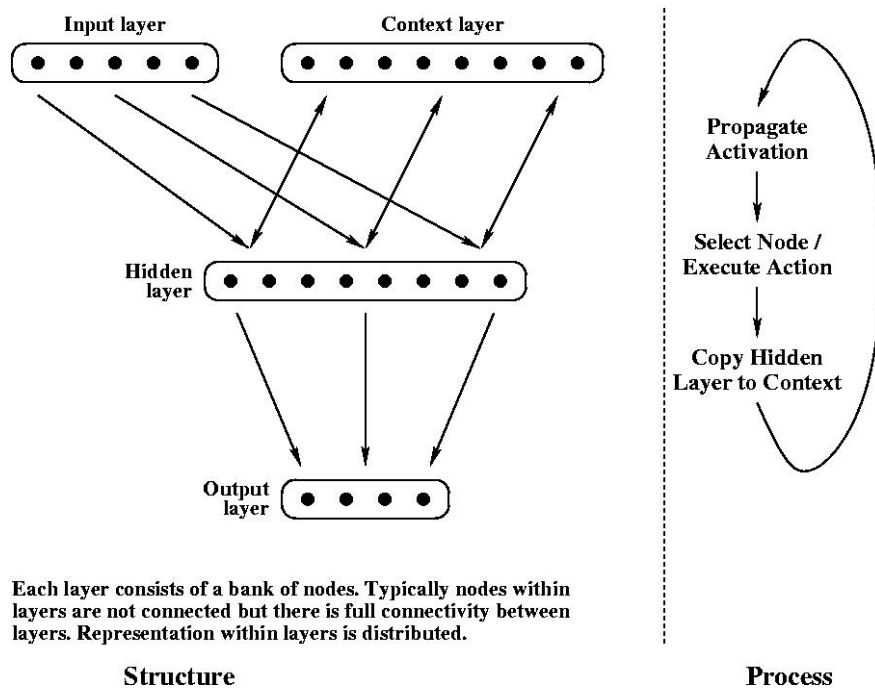 Input layer
Context layer
Hidden
layer
Output
layer
Each layer consists of a bank of nodes. Typically nodes within
layers are not connected but there is full connectivity between
layers. Representation within layers is distributed.
Structure
Propagate
Activation
Select Node /
Execute Action
Copy Hidden
Layer to Context
Process